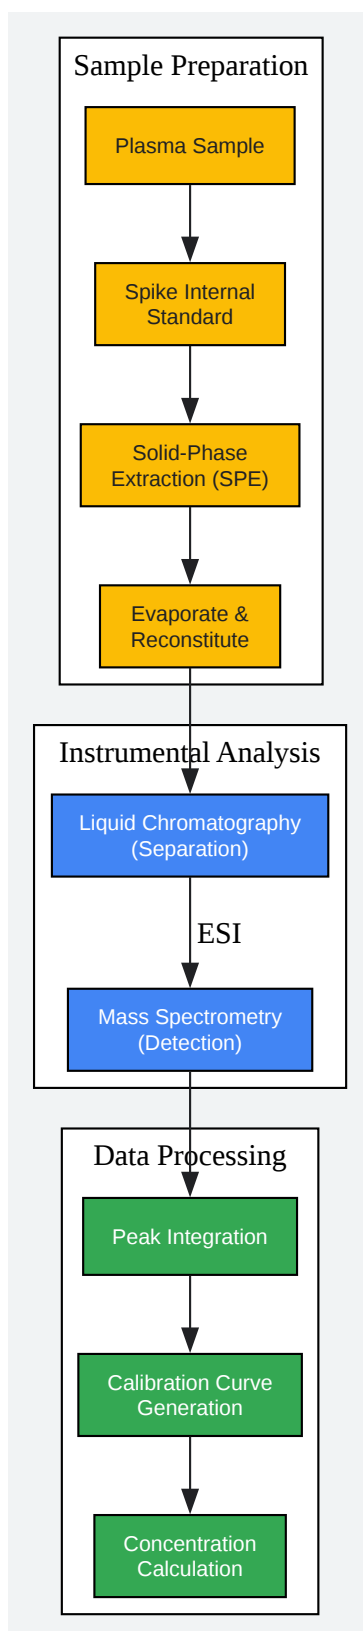 Sample Preparation
Plasma Sample
Spike Internal
Standard
Solid-Phase
Extraction (SPE)
Evaporate &
Reconstitute
Instrumental Analysis
Liquid Chromatography
(Separation)
ESI
Mass Spectrometry
(Detection)
Data Processing
Peak Integration
Calibration Curve
Generation
Concentration
Calculation